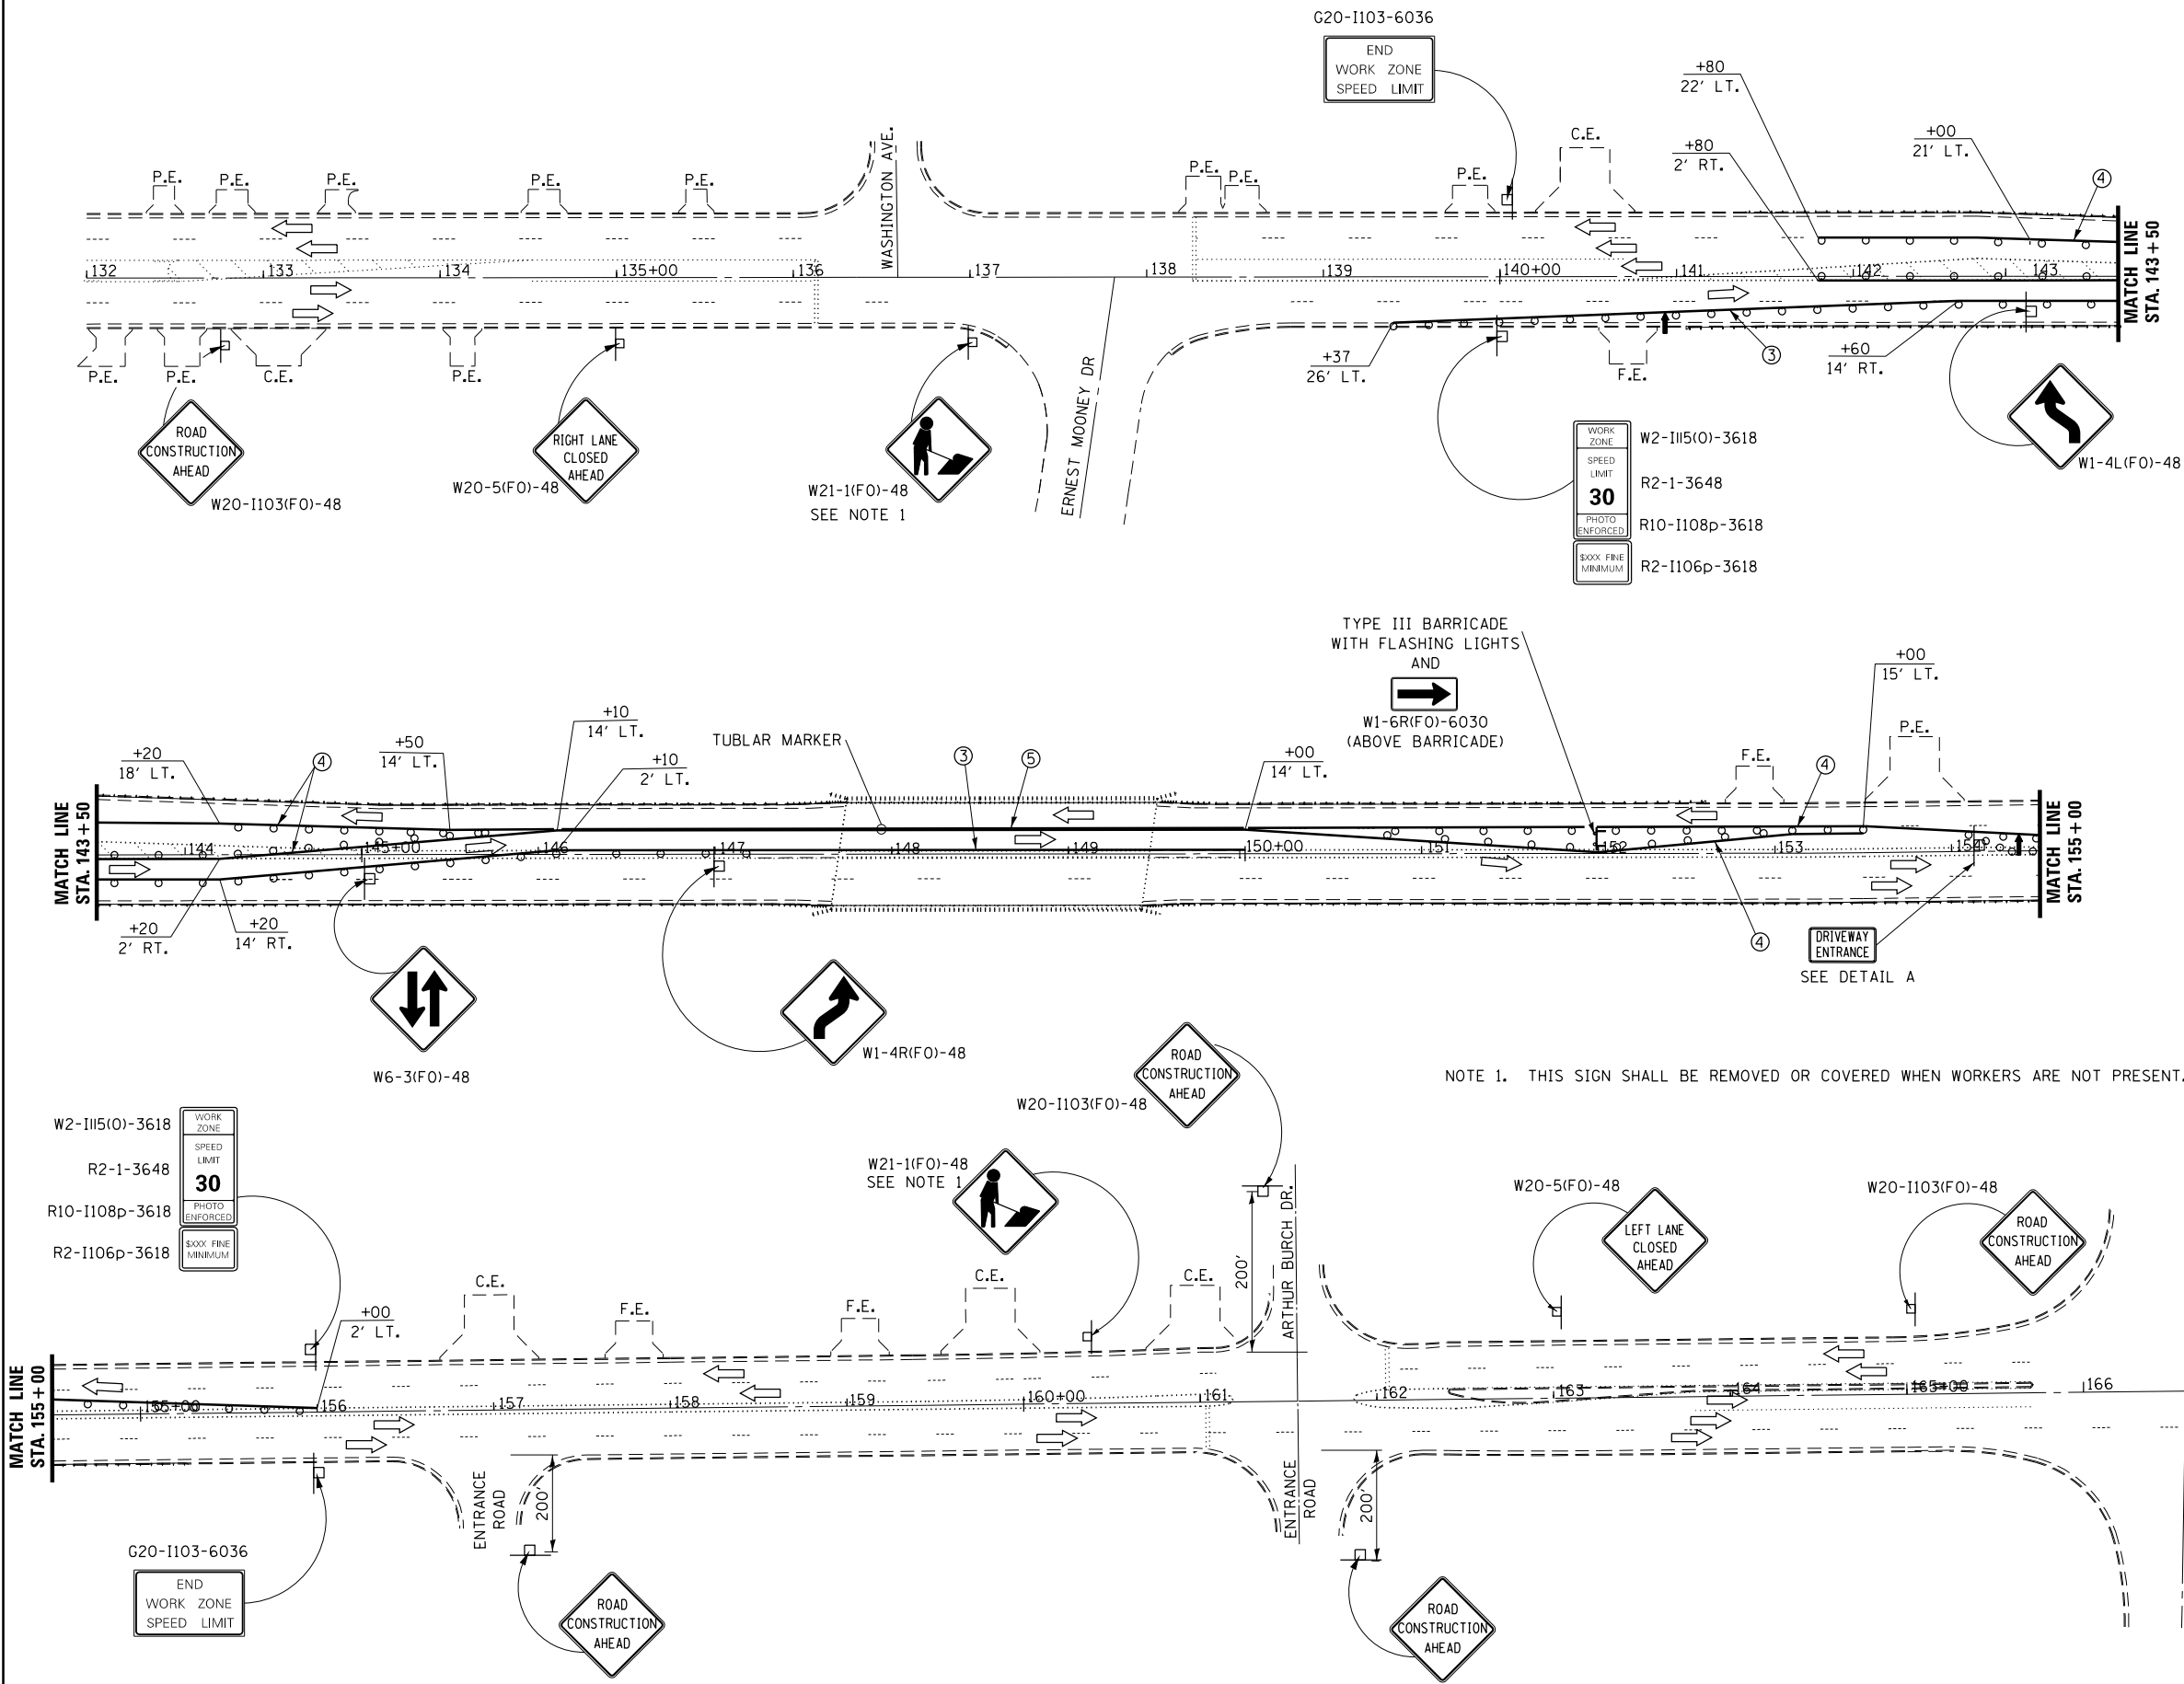 G20-I103-6036
END
WORK ZONE
SPEED LIMIT
+80
22' LT.
+80
2' RT.
+00
21' LT.
4
C.E.
P.E.
P.E.
P.E.
P.E.
P.E.
P.E.
P.E.
P.E.
WASHINGTON AVE.
132
133
134
135+00
136
137
138
139
140+00
141
142
143
MATCH LINE
STA. 143+50
P.E.
P.E.
C.E.
P.E.
+37
26' LT.
F.E.
3
+60
14' RT.
ERNEST MOONEY DR
ROAD
CONSTRUCTION
AHEAD
W20-I103(FO)-48
RIGHT LANE
CLOSED
AHEAD
W20-5(FO)-48
W21-1(FO)-48
SEE NOTE 1
WORK
ZONE
SPEED
LIMIT
30
PHOTO
ENFORCED
$XXX FINE
MINIMUM
W2-I115(O)-3618
R2-1-3648
R10-I108p-3618
R2-I106p-3618
W1-4L(FO)-48
TYPE III BARRICADE
WITH FLASHING LIGHTS
AND
W1-6R(FO)-6030
(ABOVE BARRICADE)
+00
15' LT.
P.E.
+20
18' LT.
4
+50
14' LT.
+10
14' LT.
+10
2' LT.
TUBLAR MARKER
3
5
+00
14' LT.
F.E.
4
MATCH LINE
STA. 143+50
144
145+00
146
147
148
149
150+00
151
152
153
154
MATCH LINE
STA. 155+00
+20
2' RT.
+20
14' RT.
4
DRIVEWAY
ENTRANCE
SEE DETAIL A
W6-3(FO)-48
W1-4R(FO)-48
NOTE 1. THIS SIGN SHALL BE REMOVED OR COVERED WHEN WORKERS ARE NOT PRESENT.
ROAD
CONSTRUCTION
AHEAD
W20-I103(FO)-48
W2-I115(O)-3618
R2-1-3648
R10-I108p-3618
R2-I106p-3618
WORK
ZONE
SPEED
LIMIT
30
PHOTO
ENFORCED
$XXX FINE
MINIMUM
W21-1(FO)-48
SEE NOTE 1
W20-5(FO)-48
LEFT LANE
CLOSED
AHEAD
W20-I103(FO)-48
ROAD
CONSTRUCTION
AHEAD
200'
ARTHUR BURCH DR.
+00
2' LT.
C.E.
F.E.
F.E.
C.E.
C.E.
MATCH LINE
STA. 155+00
155+00
156
157
158
159
160+00
161
162
163
164
165+00
166
ENTRANCE
ROAD
200'
ENTRANCE
ROAD
200'
G20-I103-6036
END
WORK ZONE
SPEED LIMIT
ROAD
CONSTRUCTION
AHEAD
ROAD
CONSTRUCTION
AHEAD